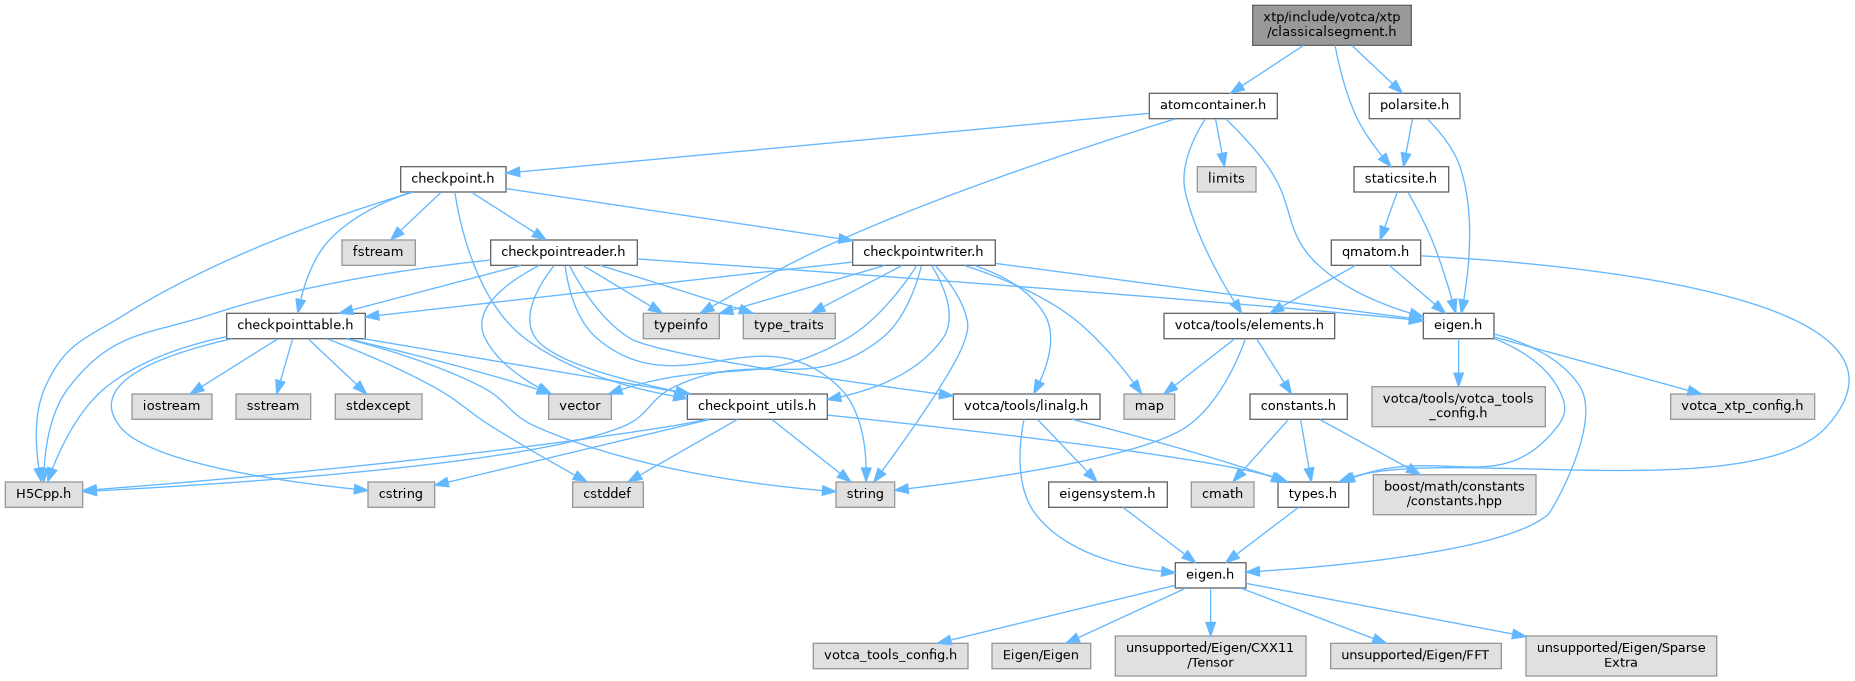 xtp/include/votca/xtp
/classicalsegment.h
atomcontainer.h
polarsite.h
checkpoint.h
limits
staticsite.h
fstream
checkpointreader.h
checkpointwriter.h
qmatom.h
checkpointtable.h
typeinfo
type_traits
votca/tools/elements.h
eigen.h
iostream
sstream
stdexcept
vector
checkpoint_utils.h
votca/tools/linalg.h
map
constants.h
votca/tools/votca_tools
_config.h
votca_xtp_config.h
H5Cpp.h
cstring
cstddef
string
eigensystem.h
cmath
types.h
boost/math/constants
/constants.hpp
eigen.h
votca_tools_config.h
Eigen/Eigen
unsupported/Eigen/CXX11
/Tensor
unsupported/Eigen/FFT
unsupported/Eigen/Sparse
Extra